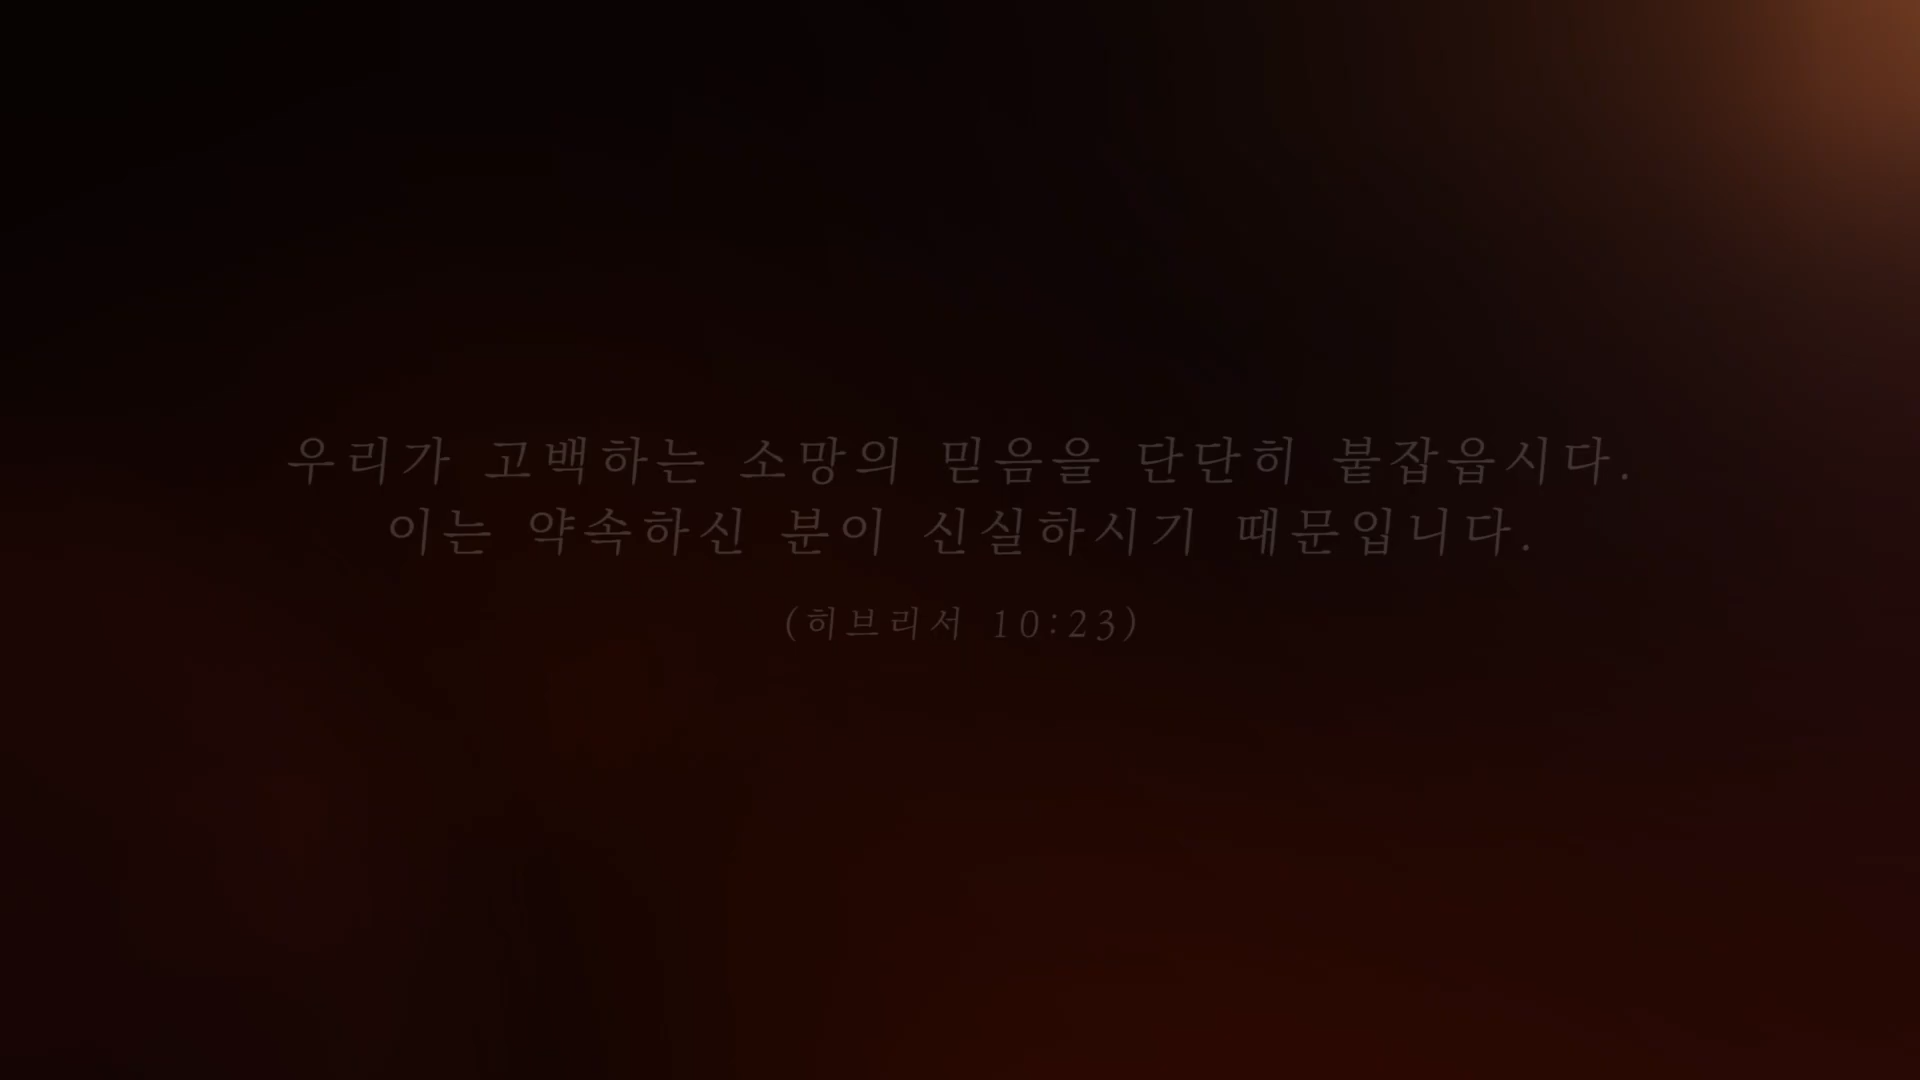 우리가 고백하는 소망의 믿음을 단단히 붙잡읍시다.
이는 약속하신 분이 신실하시기 때문입니다.
(히브리서 10:23)